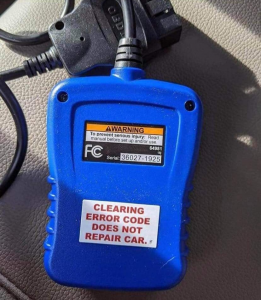 ⚠WARNING
To prevent serious injury: Read
manual before set up and/or use.
FC
Serial: 36027-1925
CLEARING
ERROR CODE
DOES NOT
REPAIR CAR.